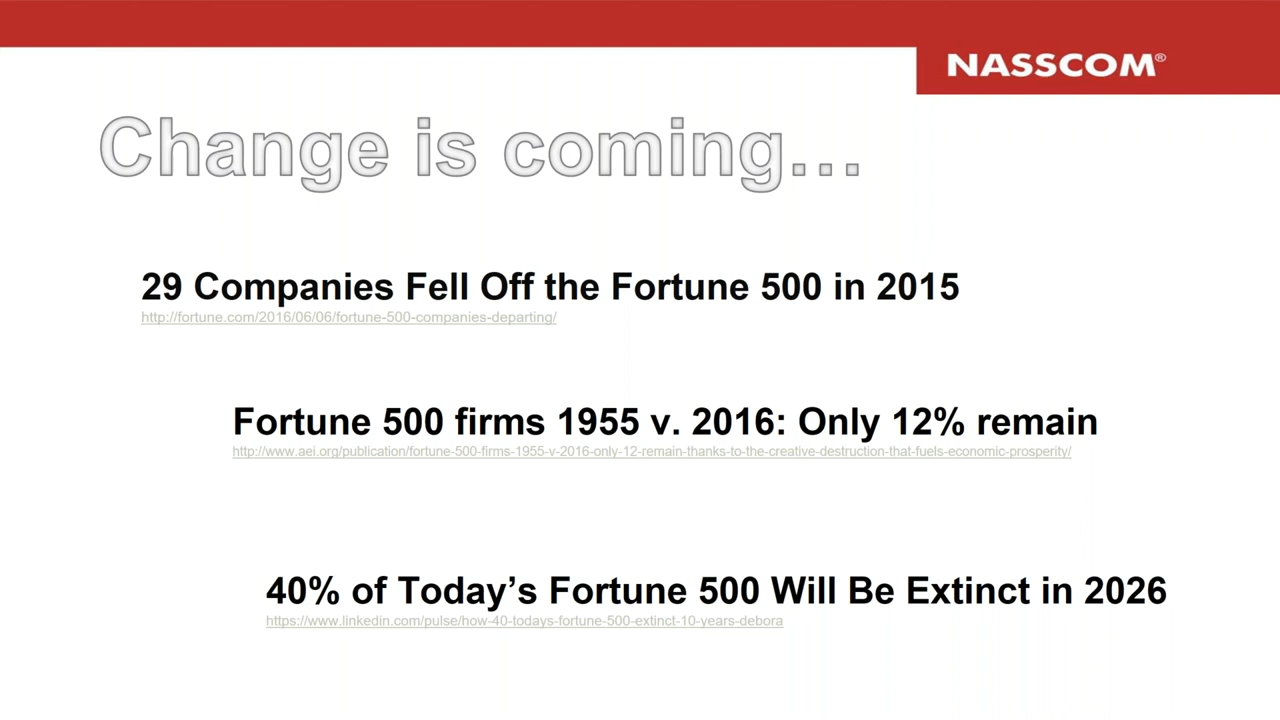 NASSCOM®
Change is coming…
29 Companies Fell Off the Fortune 500 in 2015
http://fortune.com/2016/06/06/fortune-500-companies-departing/
Fortune 500 firms 1955 v. 2016: Only 12% remain
http://www.aei.org/publication/fortune-500-firms-1955-v-2016-only-12-remain-thanks-to-the-creative-destruction-that-fuels-economic-prosperity/
40% of Today’s Fortune 500 Will Be Extinct in 2026
https://www.linkedin.com/pulse/how-40-todays-fortune-500-extinct-10-years-debora